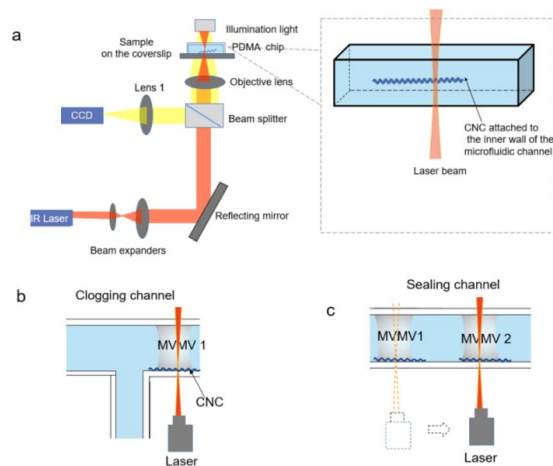 a
Illumination light
Sample
on the coverslip
PDMA chip
Objective lens
Lens 1
CCD
Beam splitter
CNC attached to
the inner wall of the
microfluidic channel
Laser beam
IR Laser
Reflecting mirror
Beam expanders
b
Clogging channel
MVMV 1
CNC
Laser
c
Sealing channel
MVMV1
MVMV 2
Laser